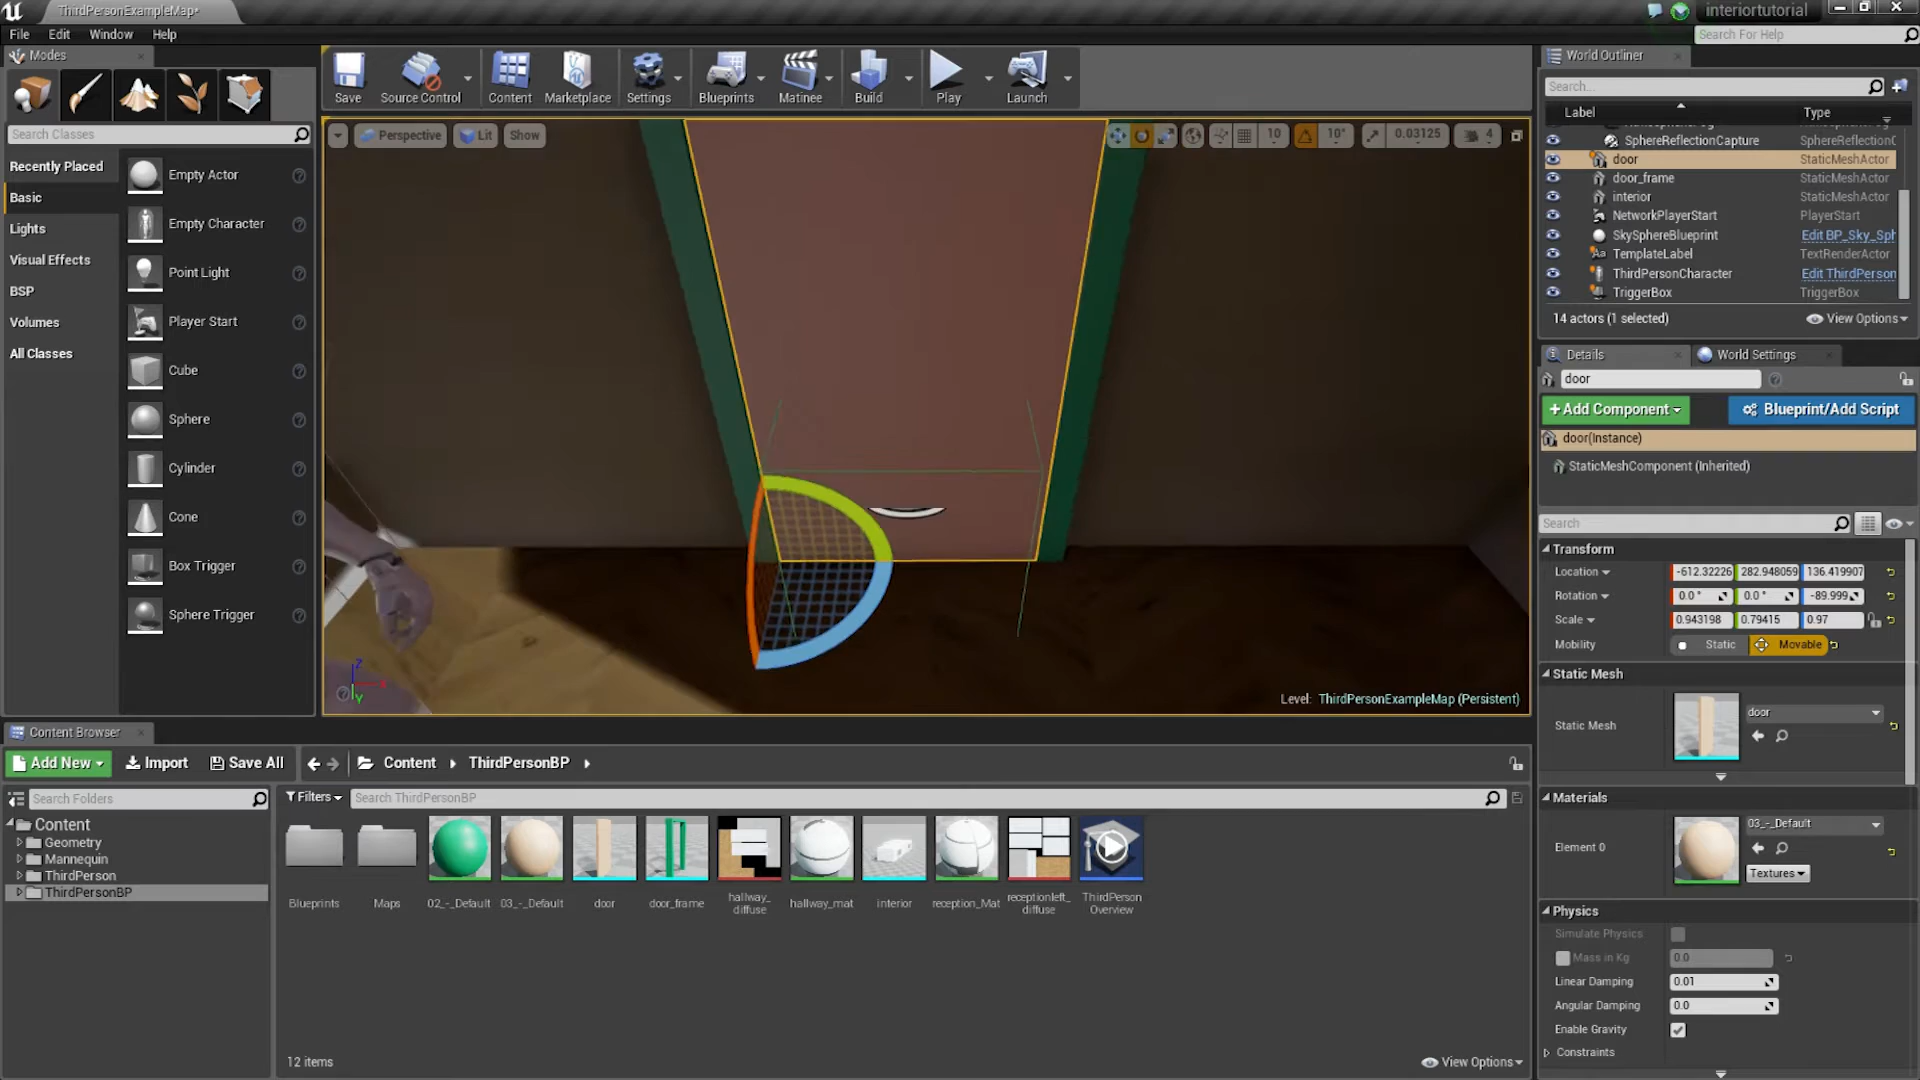 ThirdPersonExampleMap*
interiortutorial
File Edit Window Help
Search For Help
Modes
Save
Source Control
Content
Marketplace
Settings
Blueprints
Matinee
Build
Play
Launch
World Outliner
Search...
Label Type
SphereReflectionCapture SphereReflectionC
door StaticMeshActor
door_frame StaticMeshActor
interior StaticMeshActor
NetworkPlayerStart PlayerStart
SkySphereBlueprint Edit BP_Sky_Sph
TemplateLabel TextRenderActor
ThirdPersonCharacter Edit ThirdPerson
TriggerBox TriggerBox
14 actors (1 selected) View Options
Search Classes
Recently Placed
Basic
Lights
Visual Effects
BSP
Volumes
All Classes
Empty Actor
Empty Character
Point Light
Player Start
Cube
Sphere
Cylinder
Cone
Box Trigger
Sphere Trigger
Perspective Lit Show
10 10° 0.03125 4
Z
Y
Level: ThirdPersonExampleMap (Persistent)
Details World Settings
door
+Add Component Blueprint/Add Script
door(Instance)
StaticMeshComponent (Inherited)
Search
Transform
Location -612.32226 282.948059 136.419907
Rotation 0.0° 0.0° -89.999
Scale 0.943198 0.79415 0.97
Mobility Static Movable
Static Mesh
Static Mesh door
Materials
Element 0 03_-_Default
Textures
Physics
Simulate Physics
Mass in Kg 0.0
Linear Damping 0.01
Angular Damping 0.0
Enable Gravity
Constraints
Content Browser
Add New Import Save All Content ThirdPersonBP
Search Folders
Content
Geometry
Mannequin
ThirdPerson
ThirdPersonBP
Filters Search ThirdPersonBP
Blueprints
Maps
02_-_Default
03_-_Default
door
door_frame
hallway_
diffuse
hallway_mat
interior
reception_Mat
receptionleft_
diffuse
ThirdPerson
Overview
12 items View Options